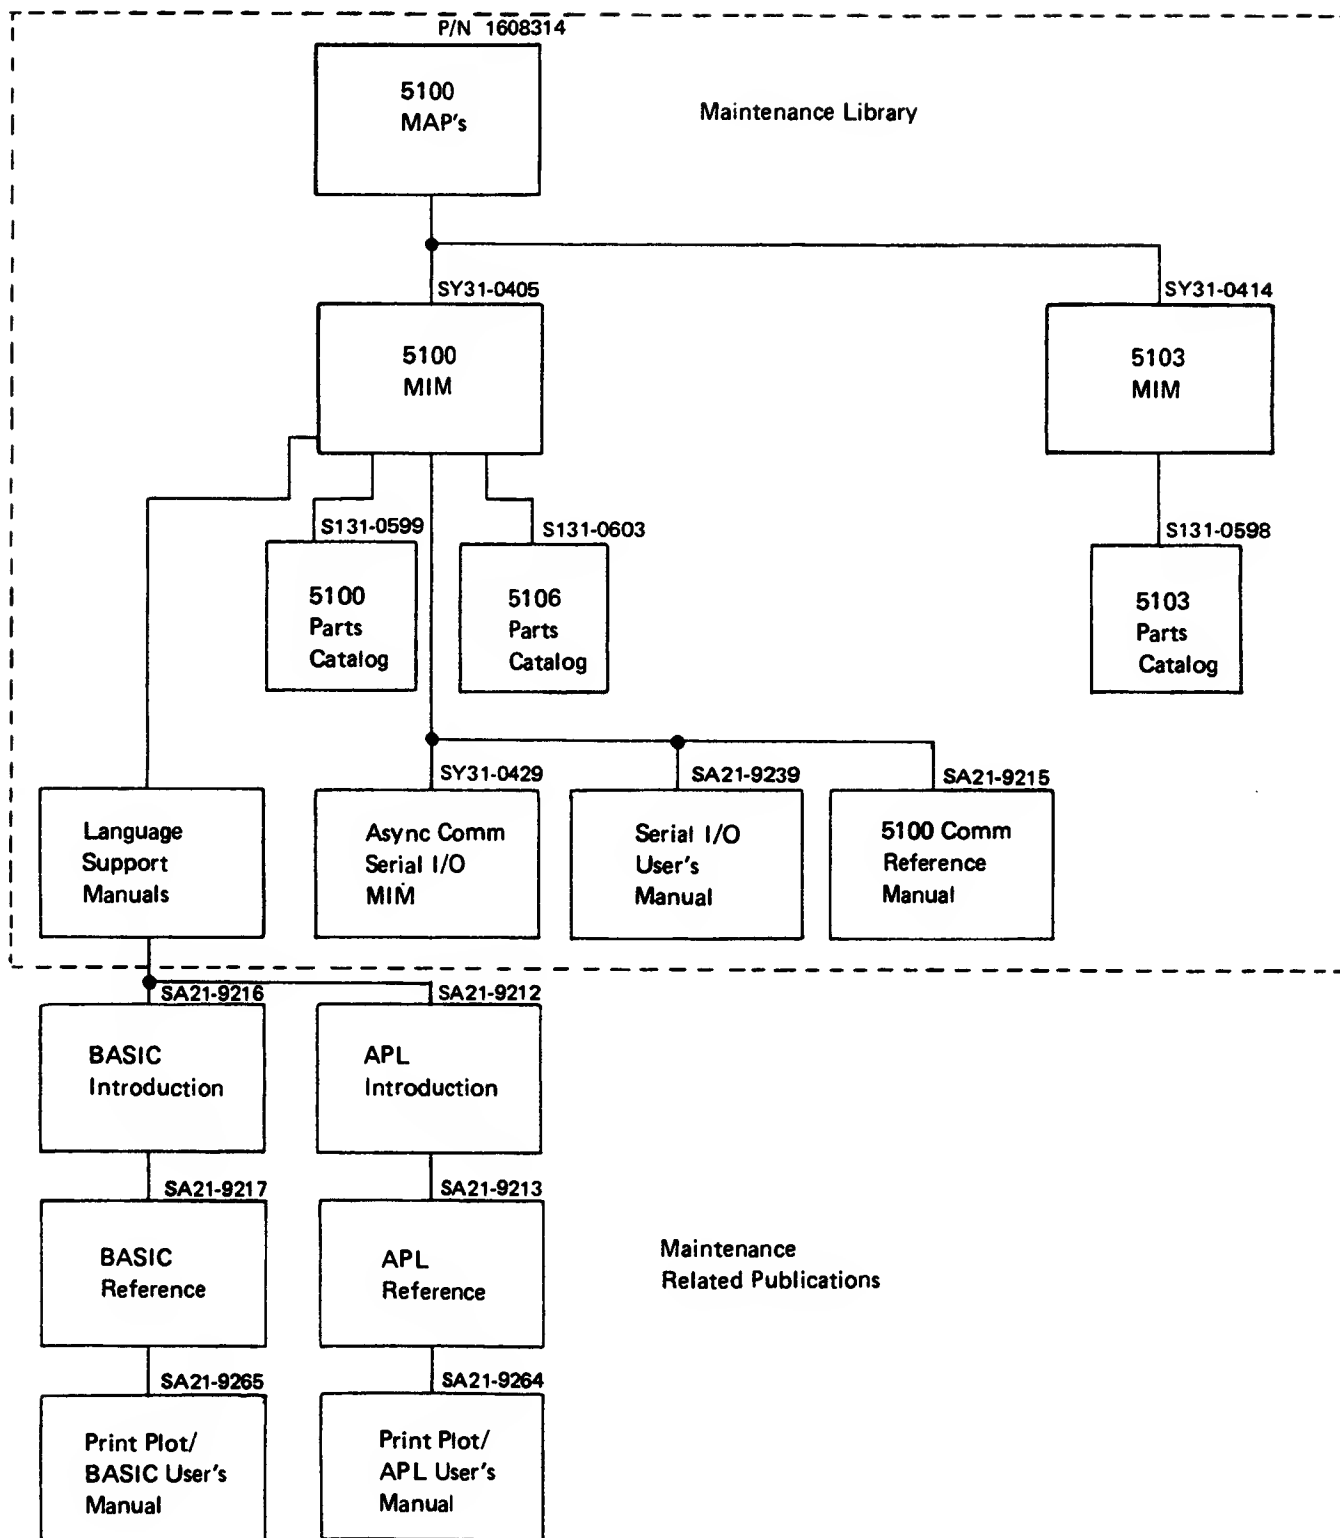 P/N 1608314
5100
MAP's
Maintenance Library
SY31-0405
5100
MIM
SY31-0414
5103
MIM
S131-0599
5100
Parts
Catalog
S131-0603
5106
Parts
Catalog
S131-0598
5103
Parts
Catalog
Language
Support
Manuals
SY31-0429
Async Comm
Serial I/O
MIM
SA21-9239
Serial I/O
User's
Manual
SA21-9215
5100 Comm
Reference
Manual
SA21-9216
BASIC
Introduction
SA21-9212
APL
Introduction
SA21-9217
BASIC
Reference
SA21-9213
APL
Reference
Maintenance
Related Publications
SA21-9265
Print Plot/
BASIC User's
Manual
SA21-9264
Print Plot/
APL User's
Manual